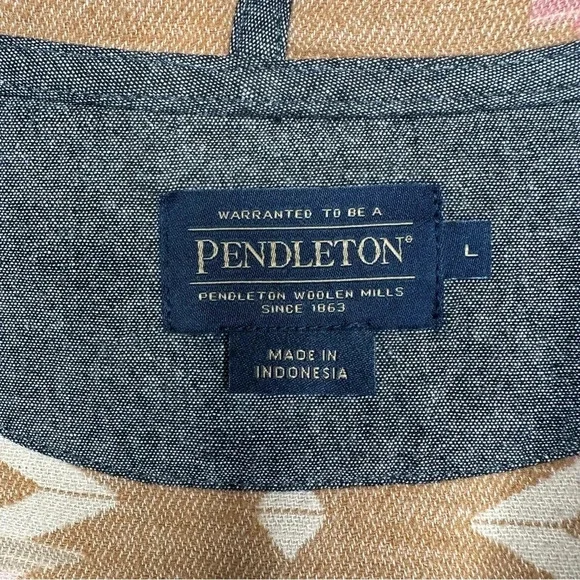 WARRANTED TO BE A
PENDLETON®
L
PENDLETON WOOLEN MILLS
SINCE 1863
MADE IN
INDONESIA